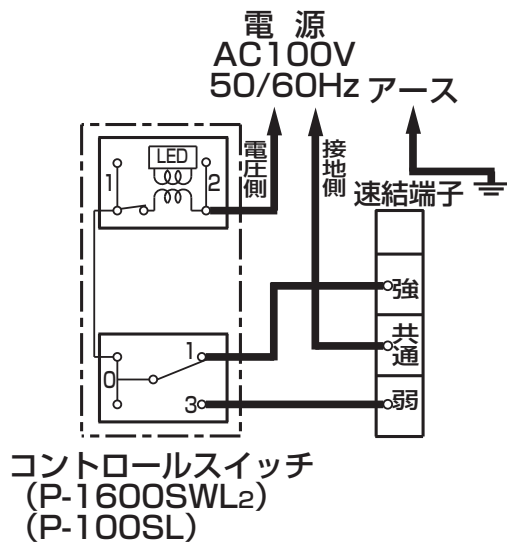 電 源
AC100V
50/60Hz
アース
電圧側
接地側
速結端子
LED
1
2
強
共通
弱
0
1
3
コントロールスイッチ
(P-1600SWL2)
(P-100SL)